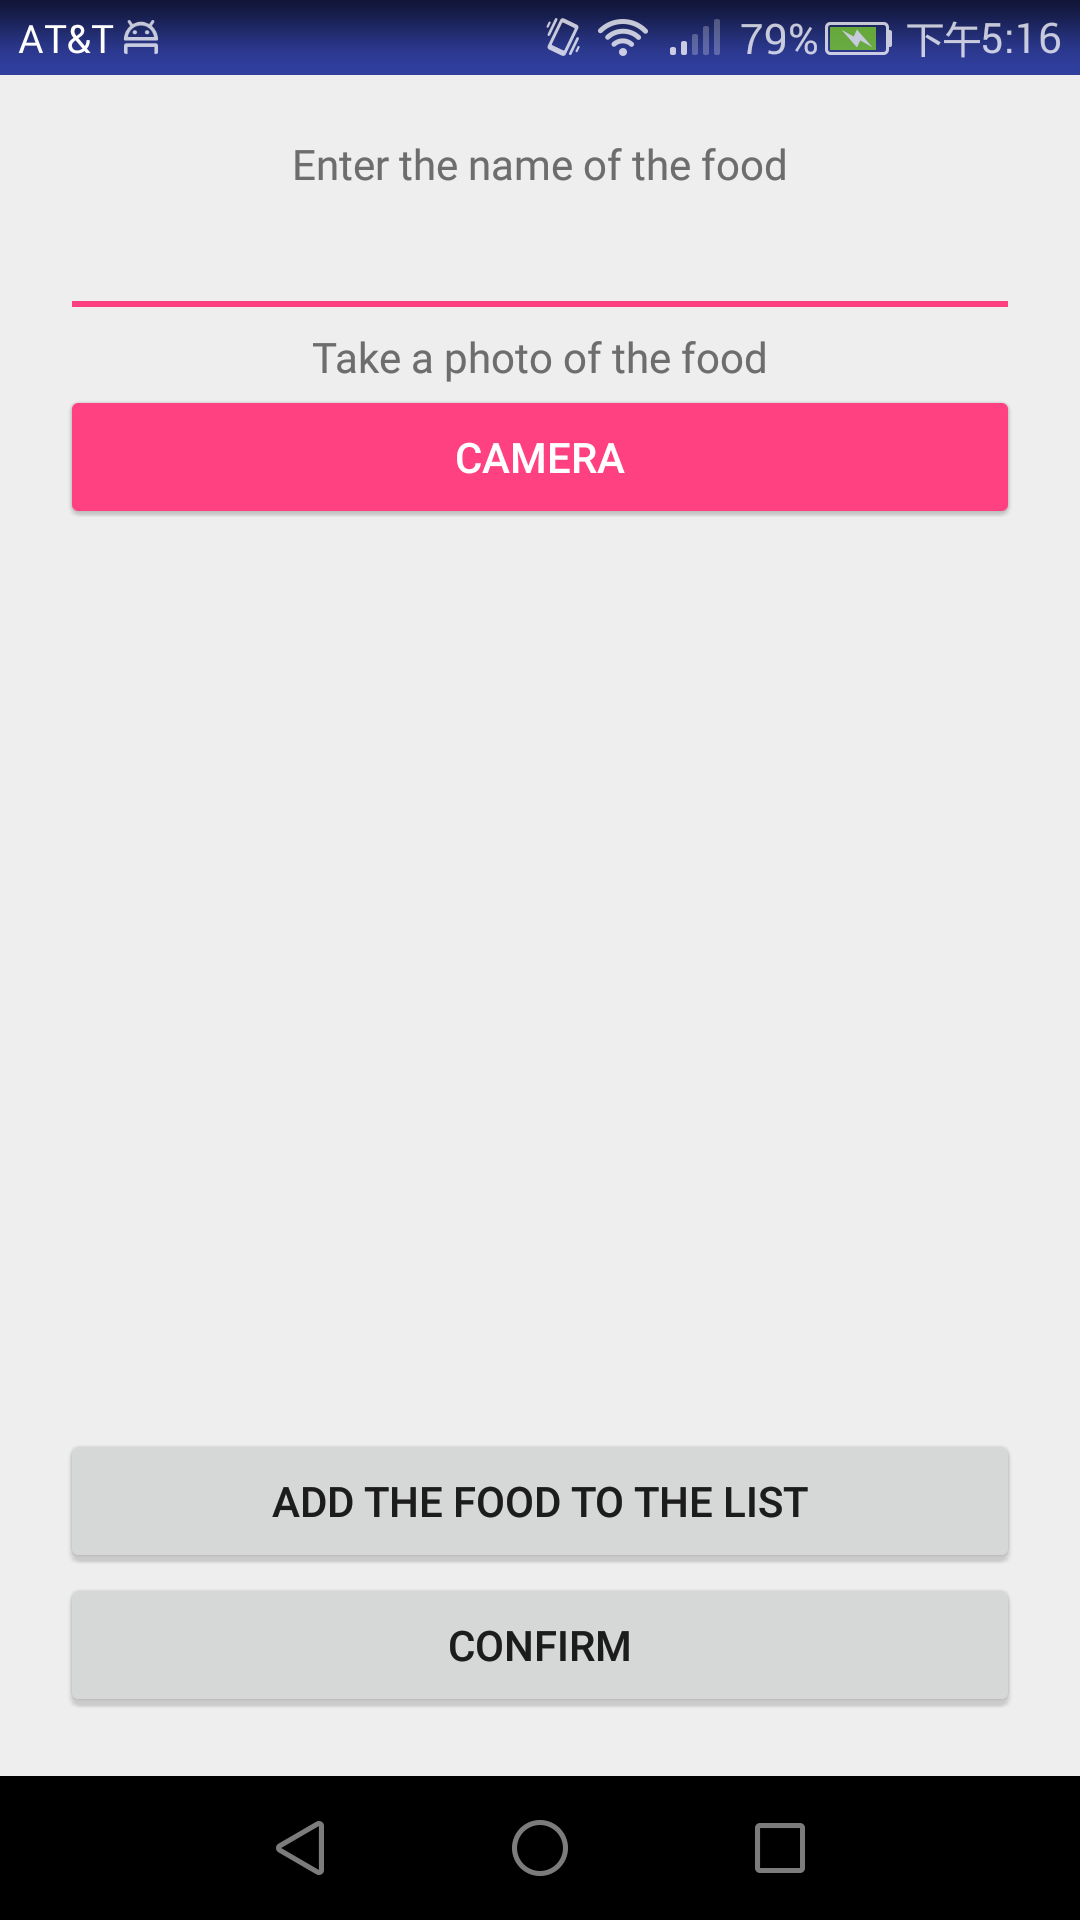 AT&T 79% 下午5:16
Enter the name of the food
Take a photo of the food
CAMERA
ADD THE FOOD TO THE LIST
CONFIRM